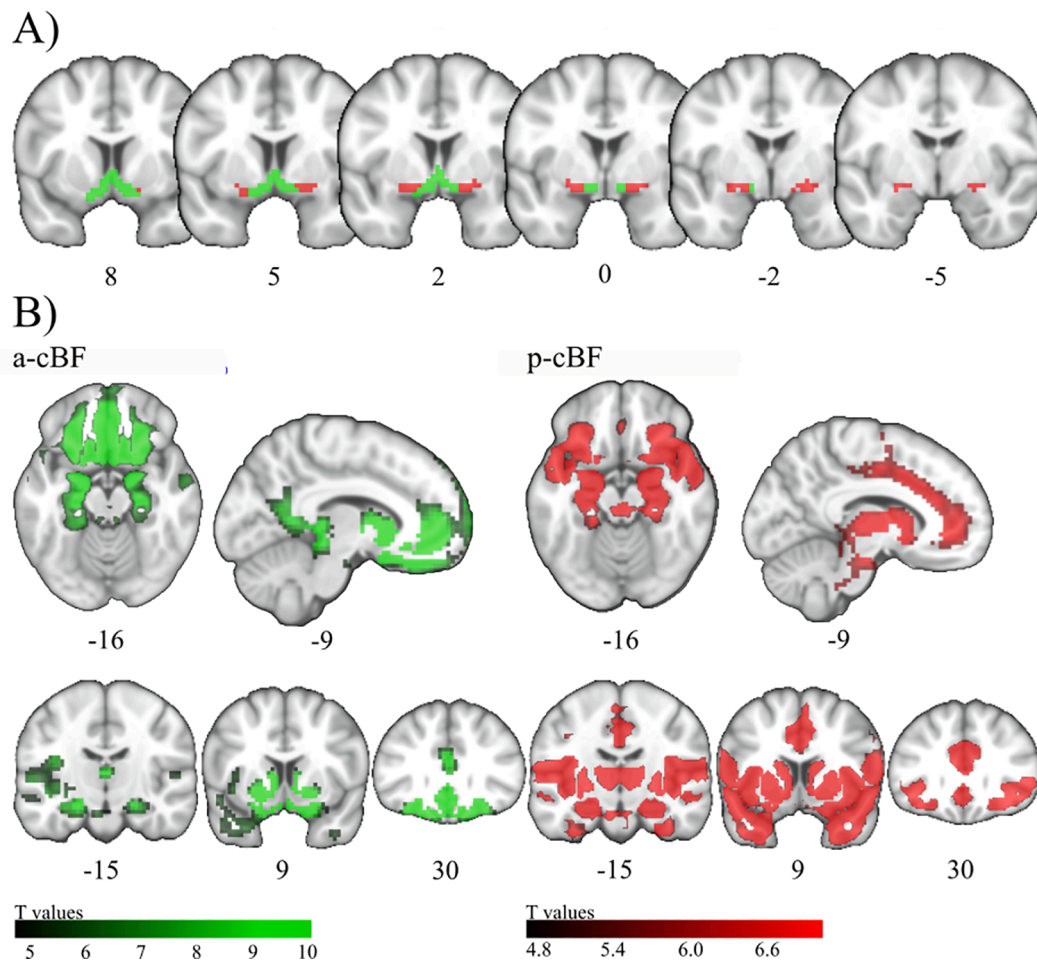 A)
8 5 2 0 -2 -5
B)
a-cBF p-cBF
-16 -9 -16 -9
-15 9 30 -15 9 30
T values T values
5 6 7 8 9 10 4.8 5.4 6.0 6.6